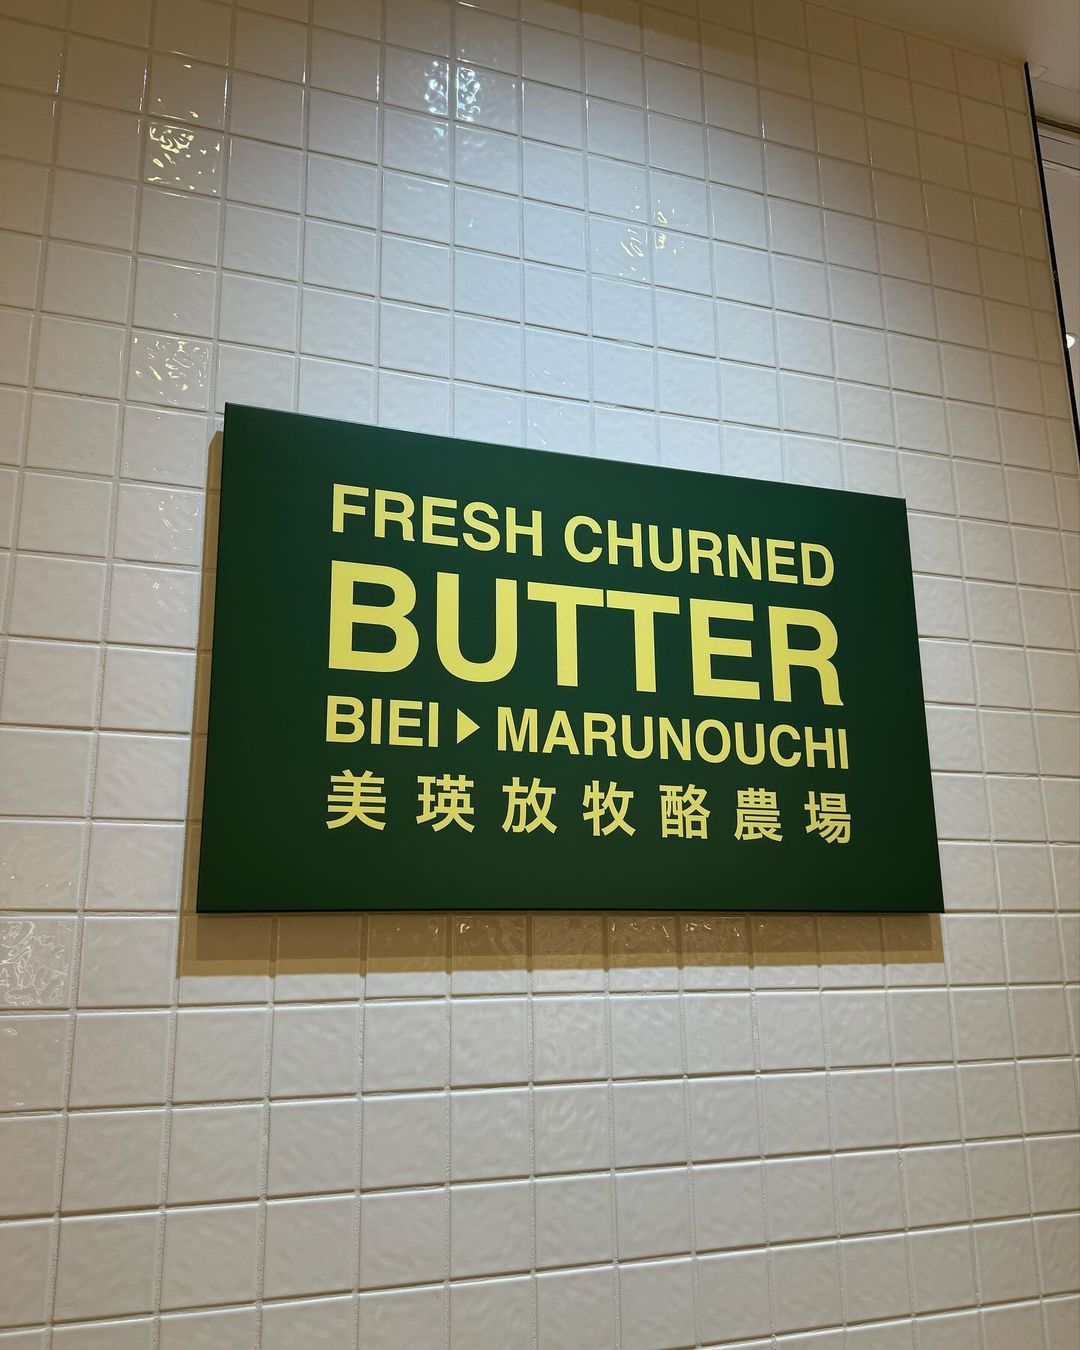 FRESH CHURNED
BUTTER
BIEI▶MARUNOUCHI
美瑛放牧酪農場